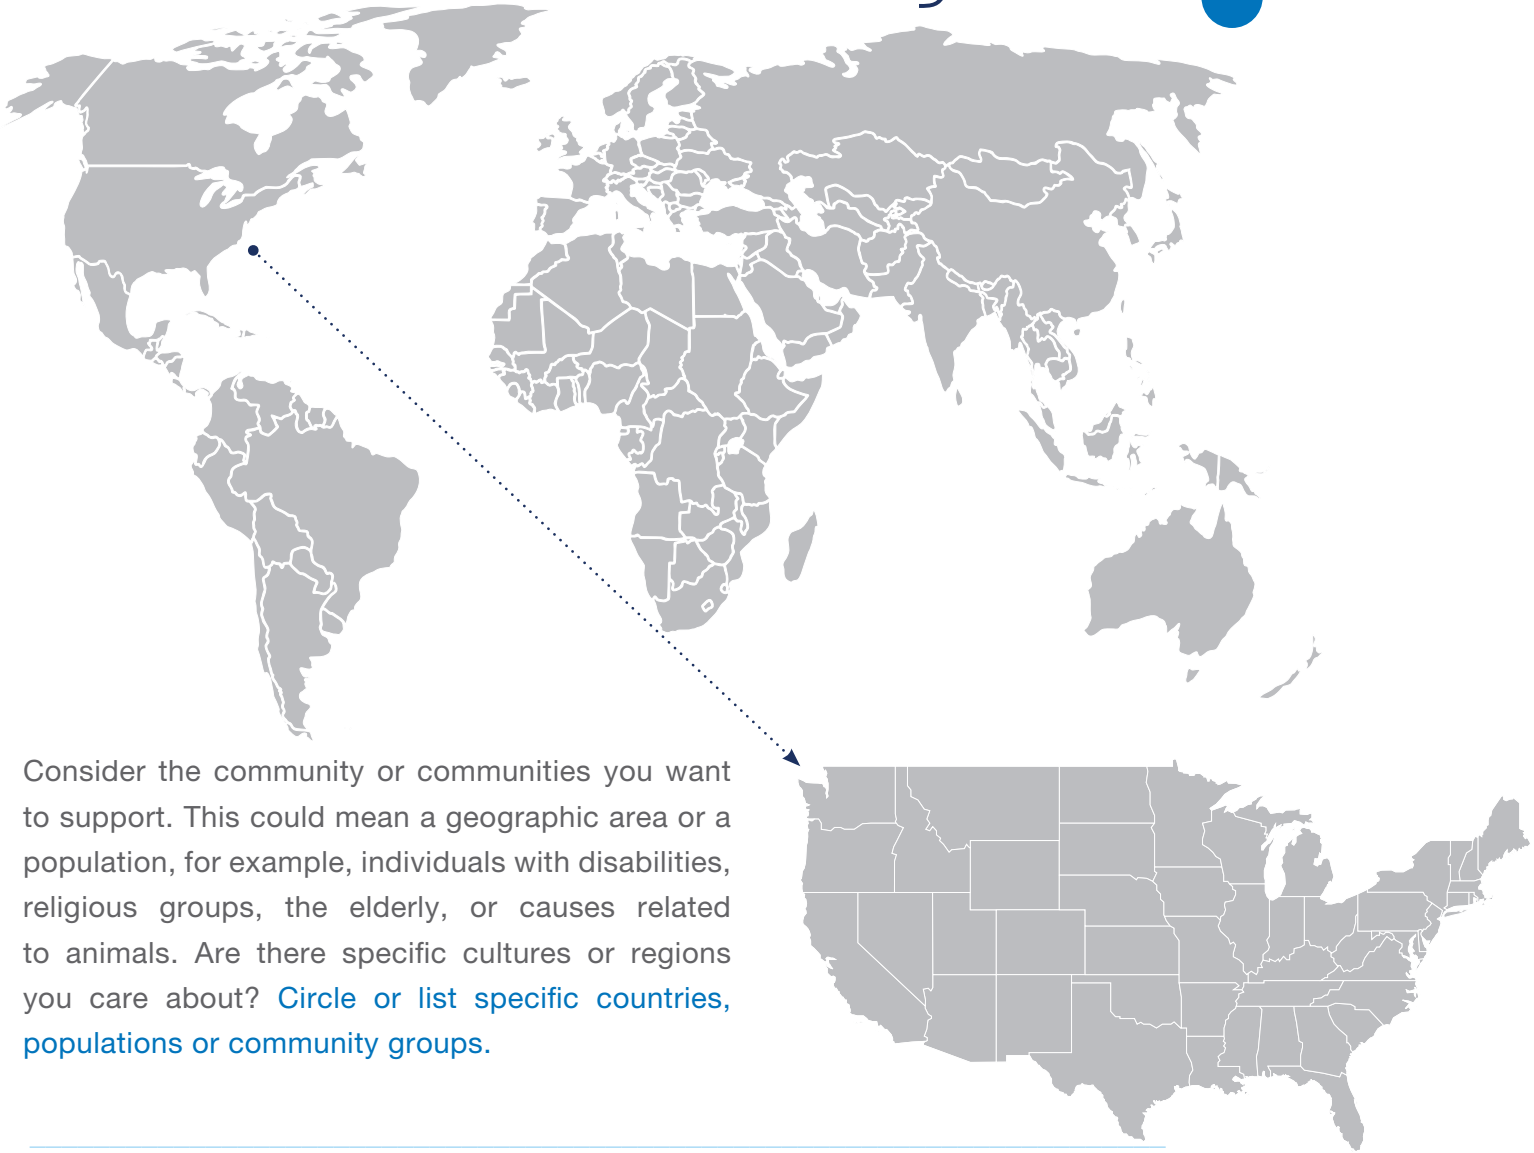 Consider the community or communities you want
to support. This could mean a geographic area or a
population, for example, individuals with disabilities,
religious groups, the elderly, or causes related
to animals. Are there specific cultures or regions
you care about? Circle or list specific countries,
populations or community groups.